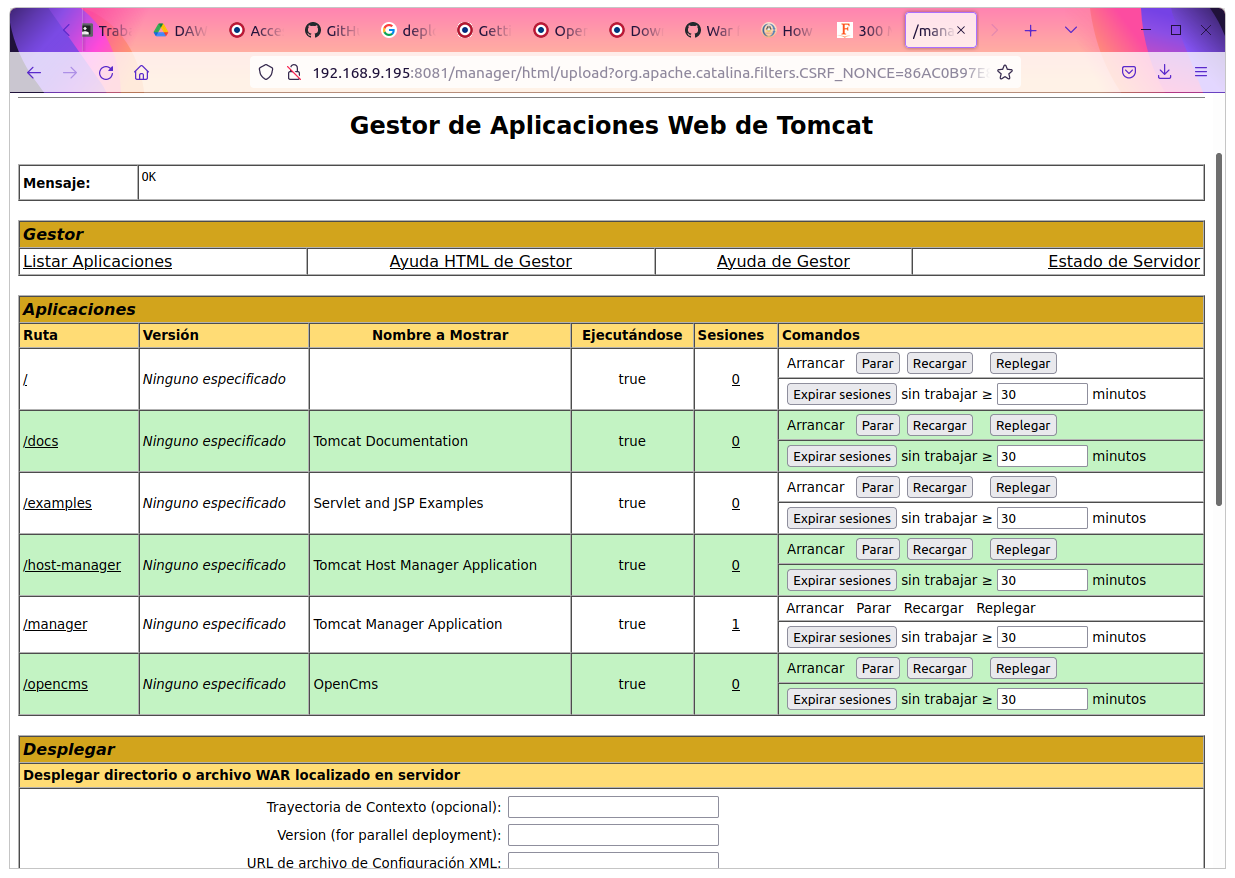 Trab DAW Acce GitH depl Getti Ope Dow War How 300 /mana
192.168.9.195:8081/manager/html/upload?org.apache.catalina.filters.CSRF_NONCE=86AC0B97E
Gestor de Aplicaciones Web de Tomcat
Mensaje: OK
Gestor
Listar Aplicaciones Ayuda HTML de Gestor Ayuda de Gestor Estado de Servidor
Aplicaciones
Ruta Versión Nombre a Mostrar Ejecutándose Sesiones Comandos
/ Ninguno especificado true 0 Arrancar Parar Recargar Replegar
Expirar sesiones sin trabajar ≥ 30 minutos
/docs Ninguno especificado Tomcat Documentation true 0 Arrancar Parar Recargar Replegar
Expirar sesiones sin trabajar ≥ 30 minutos
/examples Ninguno especificado Servlet and JSP Examples true 0 Arrancar Parar Recargar Replegar
Expirar sesiones sin trabajar ≥ 30 minutos
/host-manager Ninguno especificado Tomcat Host Manager Application true 0 Arrancar Parar Recargar Replegar
Expirar sesiones sin trabajar ≥ 30 minutos
/manager Ninguno especificado Tomcat Manager Application true 1 Arrancar Parar Recargar Replegar
Expirar sesiones sin trabajar ≥ 30 minutos
/opencms Ninguno especificado OpenCms true 0 Arrancar Parar Recargar Replegar
Expirar sesiones sin trabajar ≥ 30 minutos
Desplegar
Desplegar directorio o archivo WAR localizado en servidor
Trayectoria de Contexto (opcional):
Version (for parallel deployment):
URL de archivo de Configuración XML: